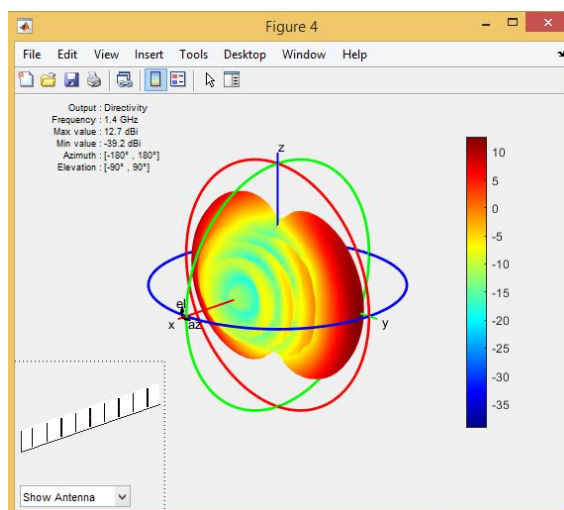 Figure 4
File Edit View Insert Tools Desktop Window Help
Output : Directivity
Frequency : 1.4 GHz
Max value : 12.7 dBi
Min value : -39.2 dBi
Azimuth : [-180° , 180°]
Elevation : [-90° , 90°]
z
10
5
0
-5
-10
-15
-20
-25
-30
-35
el
x az
y
Show Antenna